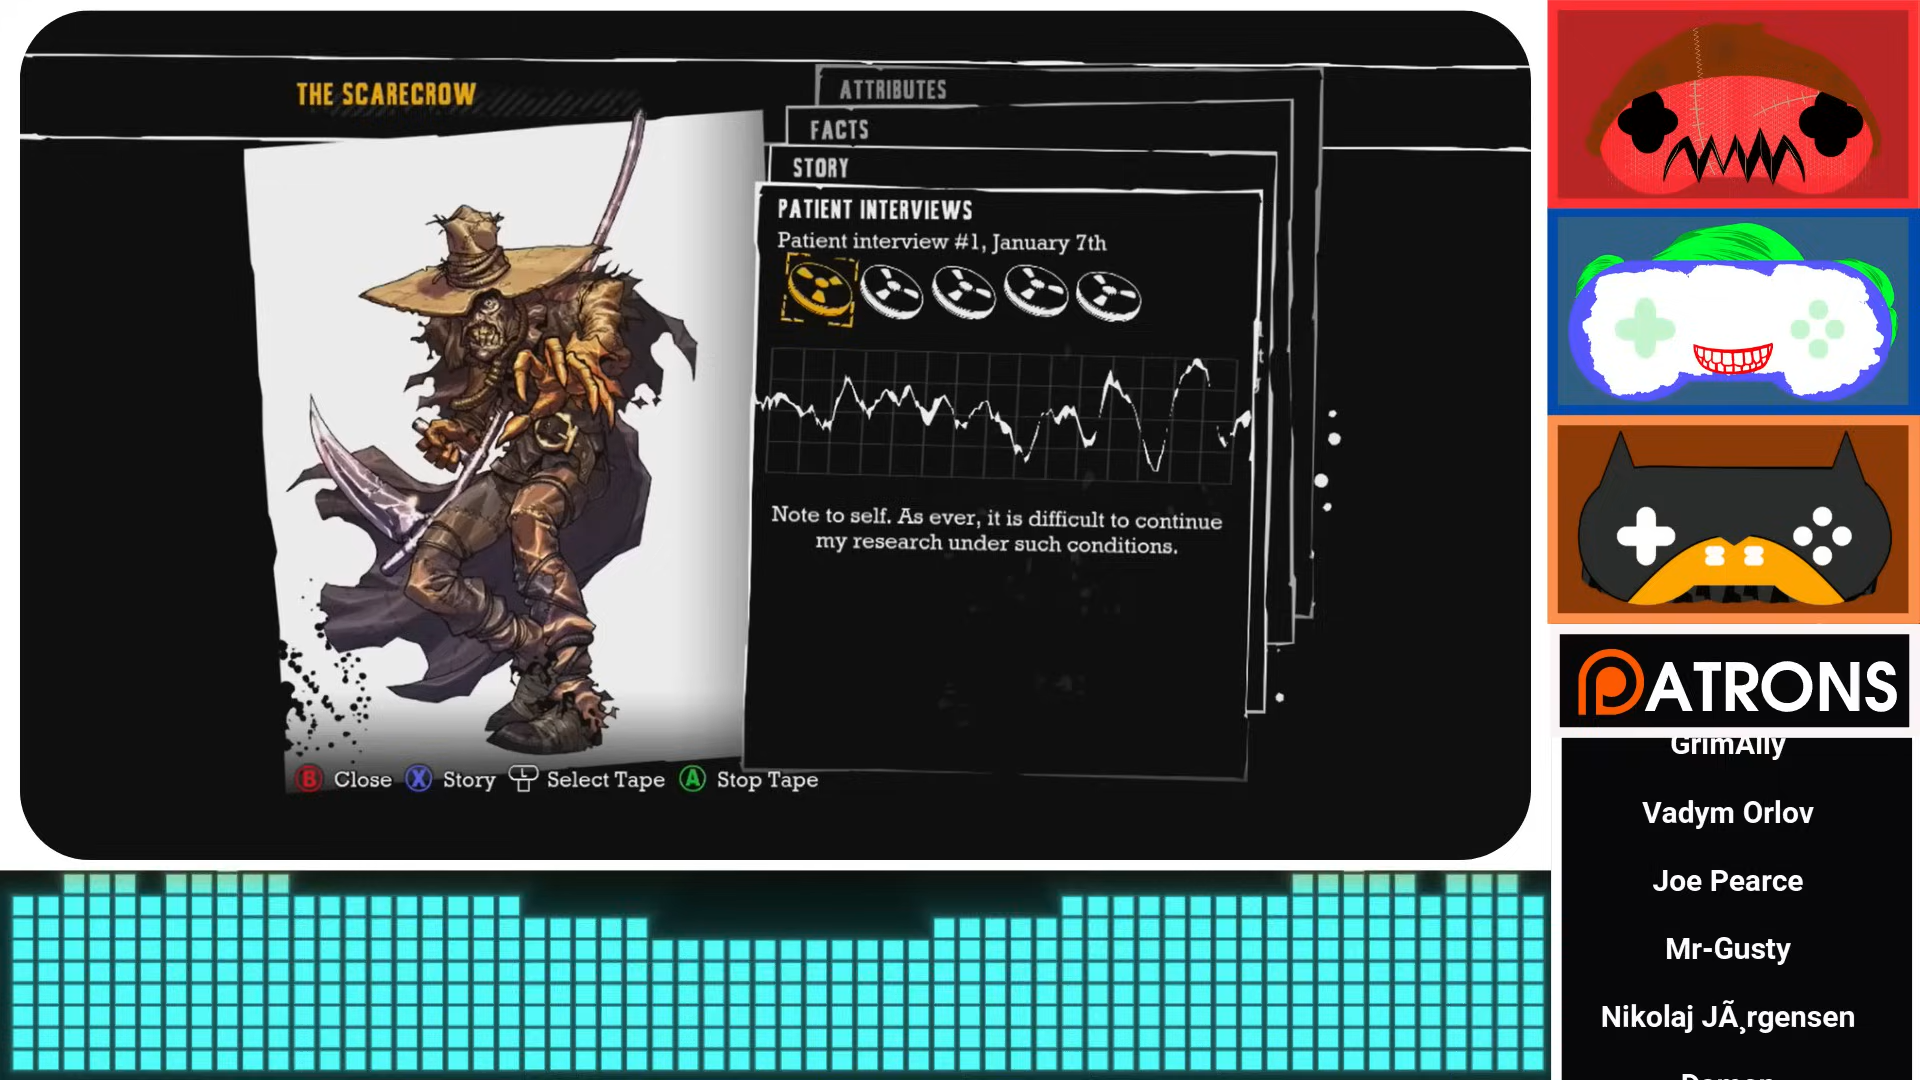 THE SCARECROW
ATTRIBUTES
FACTS
STORY
PATIENT INTERVIEWS
Patient interview #1, January 7th
Note to self. As ever, it is difficult to continue
my research under such conditions.
B Close X Story L Select Tape A Stop Tape
PATRONS
GrimAlly
Vadym Orlov
Joe Pearce
Mr-Gusty
Nikolaj JÃ¸rgensen